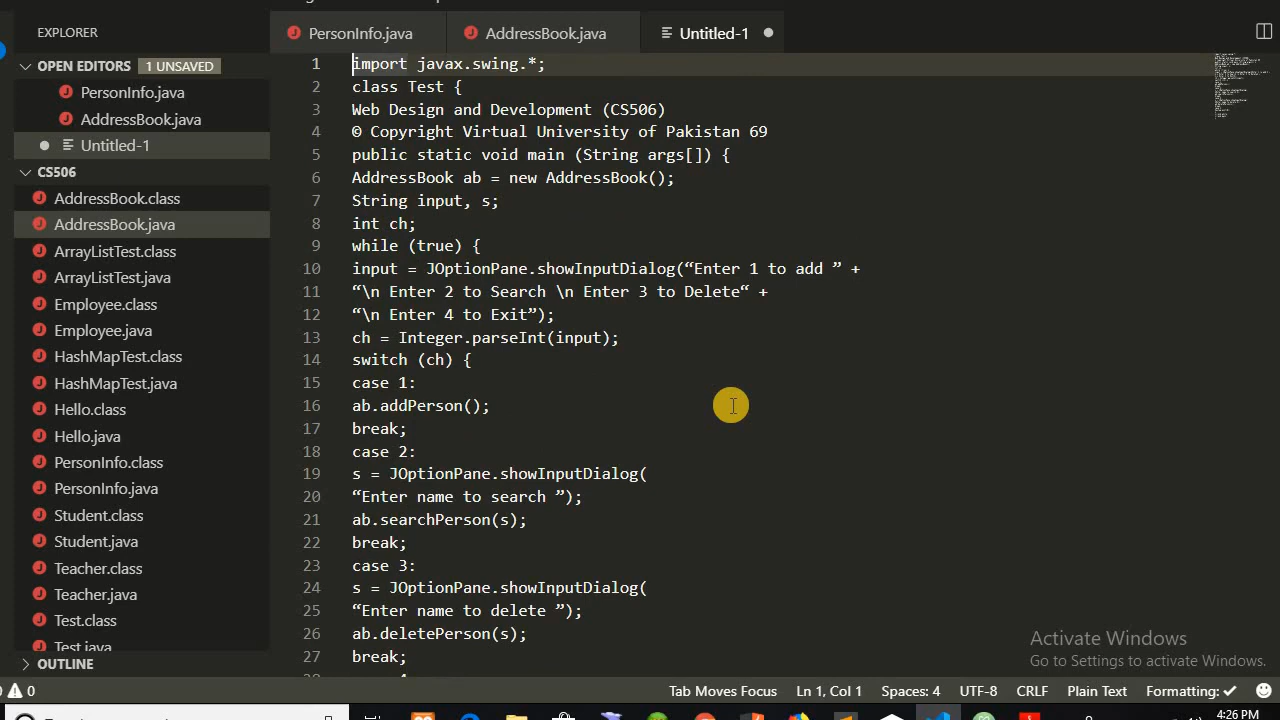 EXPLORER
OPEN EDITORS 1 UNSAVED
PersonInfo.java
AddressBook.java
Untitled-1
CS506
AddressBook.class
AddressBook.java
ArrayListTest.class
ArrayListTest.java
Employee.class
Employee.java
HashMapTest.class
HashMapTest.java
Hello.class
Hello.java
PersonInfo.class
PersonInfo.java
Student.class
Student.java
Teacher.class
Teacher.java
Test.class
Test.java
OUTLINE
PersonInfo.java AddressBook.java Untitled-1
1 import javax.swing.*;
2 class Test {
3 Web Design and Development (CS506)
4 © Copyright Virtual University of Pakistan 69
5 public static void main (String args[]) {
6 AddressBook ab = new AddressBook();
7 String input, s;
8 int ch;
9 while (true) {
10 input = JOptionPane.showInputDialog(“Enter 1 to add ” +
11 “\n Enter 2 to Search \n Enter 3 to Delete“ +
12 “\n Enter 4 to Exit”);
13 ch = Integer.parseInt(input);
14 switch (ch) {
15 case 1:
16 ab.addPerson();
17 break;
18 case 2:
19 s = JOptionPane.showInputDialog(
20 “Enter name to search ”);
21 ab.searchPerson(s);
22 break;
23 case 3:
24 s = JOptionPane.showInputDialog(
25 “Enter name to delete ”);
26 ab.deletePerson(s);
27 break;
Activate Windows
Go to Settings to activate Windows.
0 Tab Moves Focus Ln 1, Col 1 Spaces: 4 UTF-8 CRLF Plain Text Formatting: ✓
4:26 PM